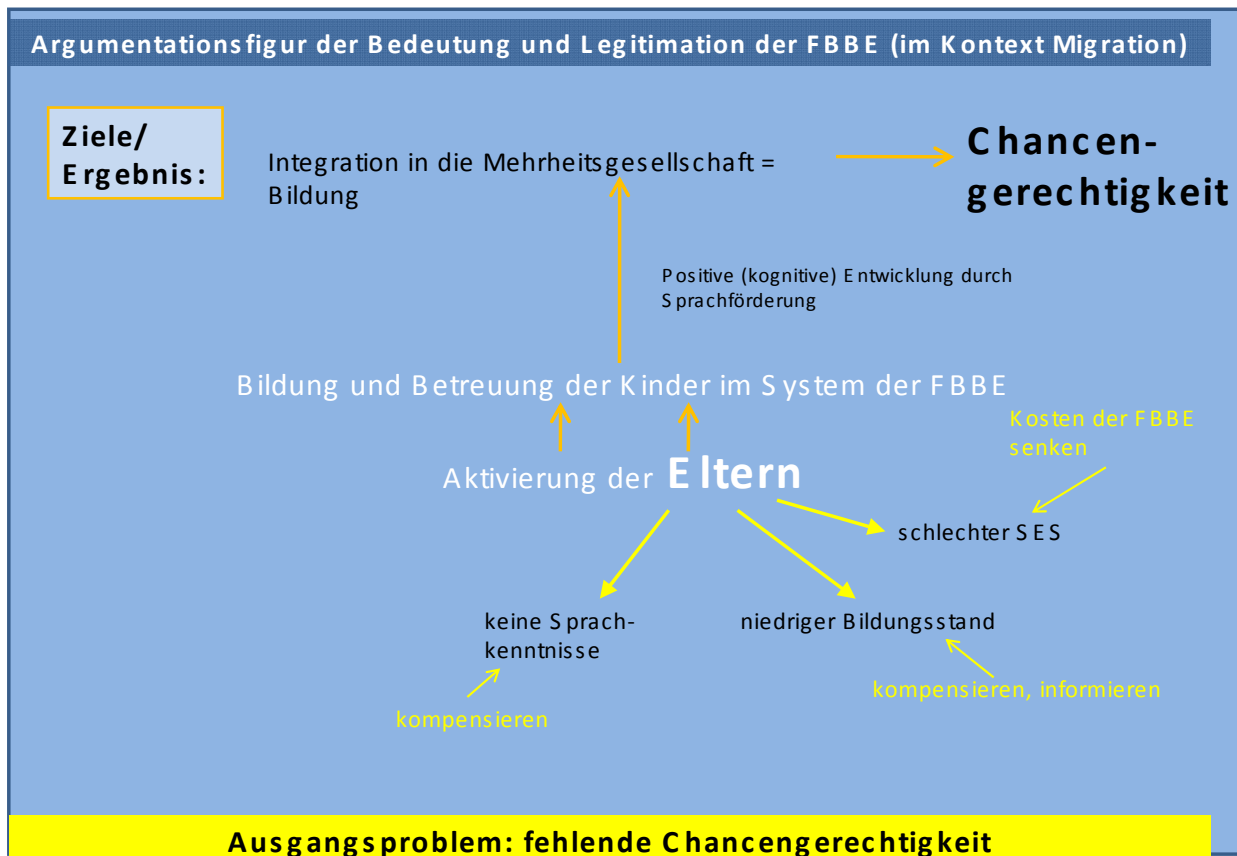 Argumentationsfigur der Bedeutung und Legitimation der FBBE (im Kontext Migration)
Ziele/
Ergebnis:
Integration in die Mehrheitsgesellschaft =
Bildung
Chancen-
gerechtigkeit
Positive (kognitive) Entwicklung durch
Sprachförderung
Bildung und Betreuung der Kinder im System der FBBE
Kosten der FBBE
senken
Aktivierung der Eltern
schlechter SES
keine Sprach-
kenntnisse
niedriger Bildungsstand
kompensieren, informieren
kompensieren
Ausgangsproblem: fehlende Chancengerechtigkeit